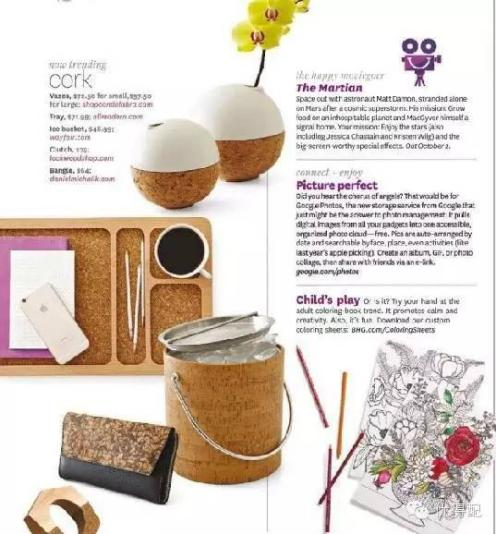 now trending
cork
Vases, $72.50 for small, $97.50
for large; shopcandelabra.com
Tray, $71.99; allmodern.com
Ice bucket, $48.99;
wayfair.com
Clutch, $79;
lockwoodshop.com
Bangle, $64;
danielmichalik.com
the happy moviegoer
The Martian
Space out with astronaut Matt Damon, stranded alone
on Mars after a cosmic superstorm. His mission: Grow
food on an inhospitable planet and MacGyver himself a
signal home. Your mission: Enjoy the stars (also
including Jessica Chastain and Kristen Wiig) and the
big-screen-worthy special effects. Out October 2.
connect + enjoy
Picture perfect
Did you hear the chorus of angels? That would be for
Google Photos, the new storage service from Google that
just might be the answer to photo management. It pulls
digital images from all your gadgets into one accessible,
organized photo cloud—free. Pics are auto-arranged by
date and searchable by face, place, even activities (like
last year's apple picking). Create an album, GIF, or photo
collage, then share with friends via an e-link.
google.com/photos
Child's play Or is it? Try your hand at the
adult coloring book trend. It promotes calm and
creativity. Also, it's fun. Download our custom
coloring sheets: BHG.com/ColoringSheets